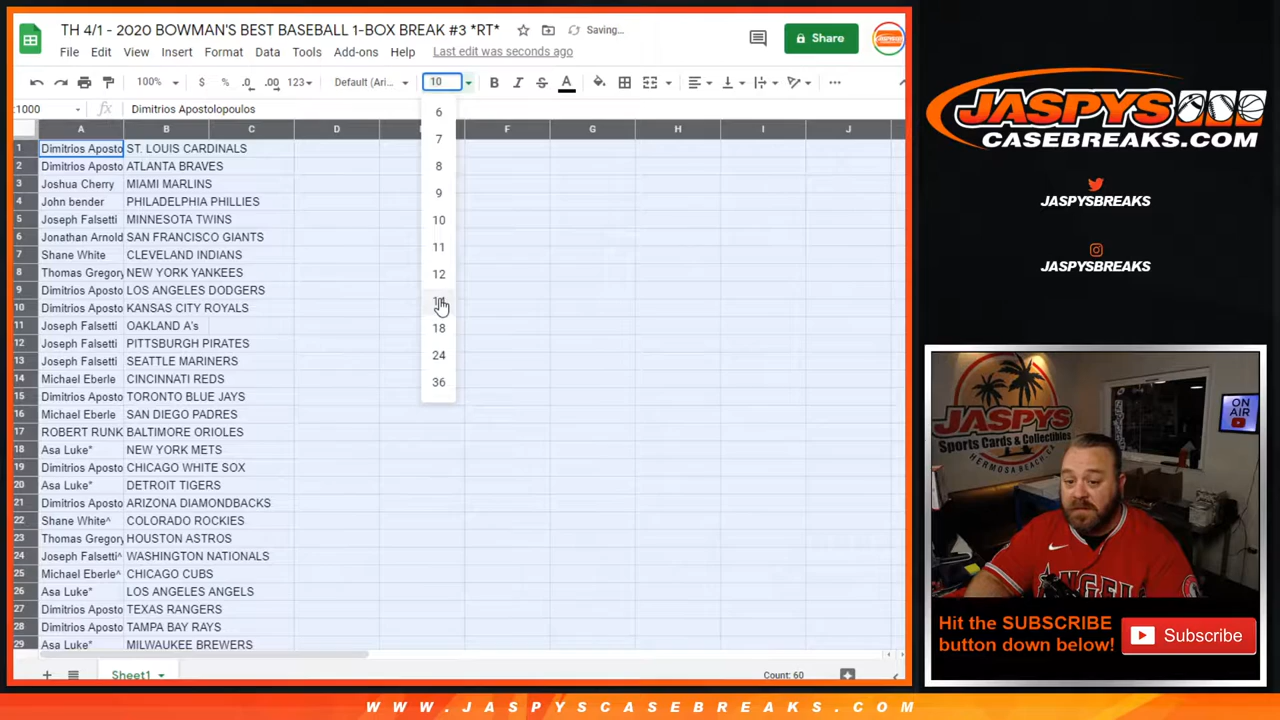 TH 4/1 - 2020 BOWMAN'S BEST BASEBALL 1-BOX BREAK #3 *RT* Saving...
File Edit View Insert Format Data Tools Add-ons Help Last edit was seconds ago
Share
100% $ % .0 .00 123 Default (Ari... 10 B I S A
:1000 fx Dimitrios Apostolopoulos
A B C D F G H I J
1 Dimitrios Aposto ST. LOUIS CARDINALS
2 Dimitrios Aposto ATLANTA BRAVES
3 Joshua Cherry MIAMI MARLINS
4 John bender PHILADELPHIA PHILLIES
5 Joseph Falsetti MINNESOTA TWINS
6 Jonathan Arnold SAN FRANCISCO GIANTS
7 Shane White CLEVELAND INDIANS
8 Thomas Gregory NEW YORK YANKEES
9 Dimitrios Aposto LOS ANGELES DODGERS
10 Dimitrios Aposto KANSAS CITY ROYALS
11 Joseph Falsetti OAKLAND A's
12 Joseph Falsetti PITTSBURGH PIRATES
13 Joseph Falsetti SEATTLE MARINERS
14 Michael Eberle CINCINNATI REDS
15 Dimitrios Aposto TORONTO BLUE JAYS
16 Michael Eberle SAN DIEGO PADRES
17 ROBERT RUNK BALTIMORE ORIOLES
18 Asa Luke* NEW YORK METS
19 Dimitrios Aposto CHICAGO WHITE SOX
20 Asa Luke* DETROIT TIGERS
21 Dimitrios Aposto ARIZONA DIAMONDBACKS
22 Shane White^ COLORADO ROCKIES
23 Thomas Gregory HOUSTON ASTROS
24 Joseph Falsetti^ WASHINGTON NATIONALS
25 Michael Eberle^ CHICAGO CUBS
26 Asa Luke* LOS ANGELES ANGELS
27 Dimitrios Aposto TEXAS RANGERS
28 Dimitrios Aposto TAMPA BAY RAYS
29 Asa Luke* MILWAUKEE BREWERS
6
7
8
9
10
11
12
18
24
36
Sheet1 Count: 60
JASPYS
CASEBREAKS.COM
JASPYSBREAKS
JASPYSBREAKS
JASPYS
Sports Cards & Collectibles
HERMOSA BEACH,
ON
AIR
ANGELS
Hit the SUBSCRIBE
button down below!
Subscribe
WWW.JASPYSCASEBREAKS.COM